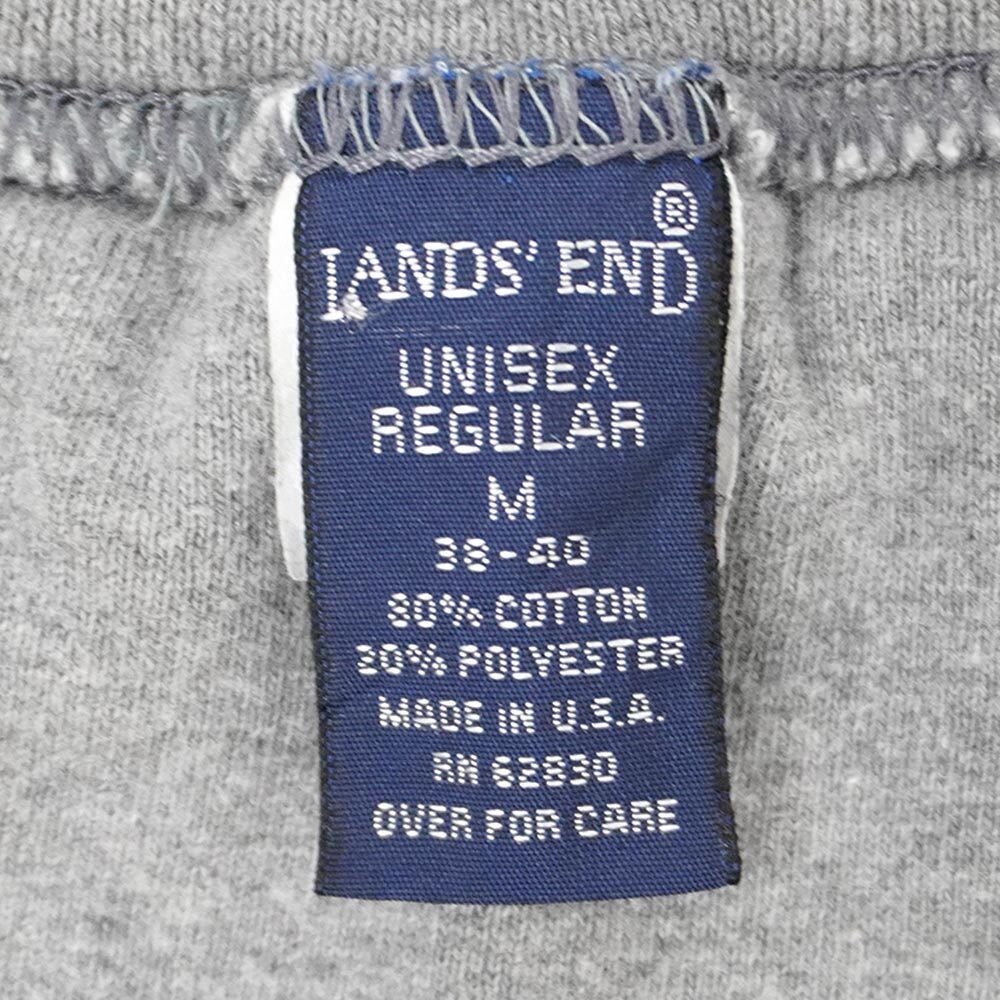 LANDS' END®
UNISEX
REGULAR
M
38-40
80% COTTON
20% POLYESTER
MADE IN U.S.A.
RN 62830
OVER FOR CARE